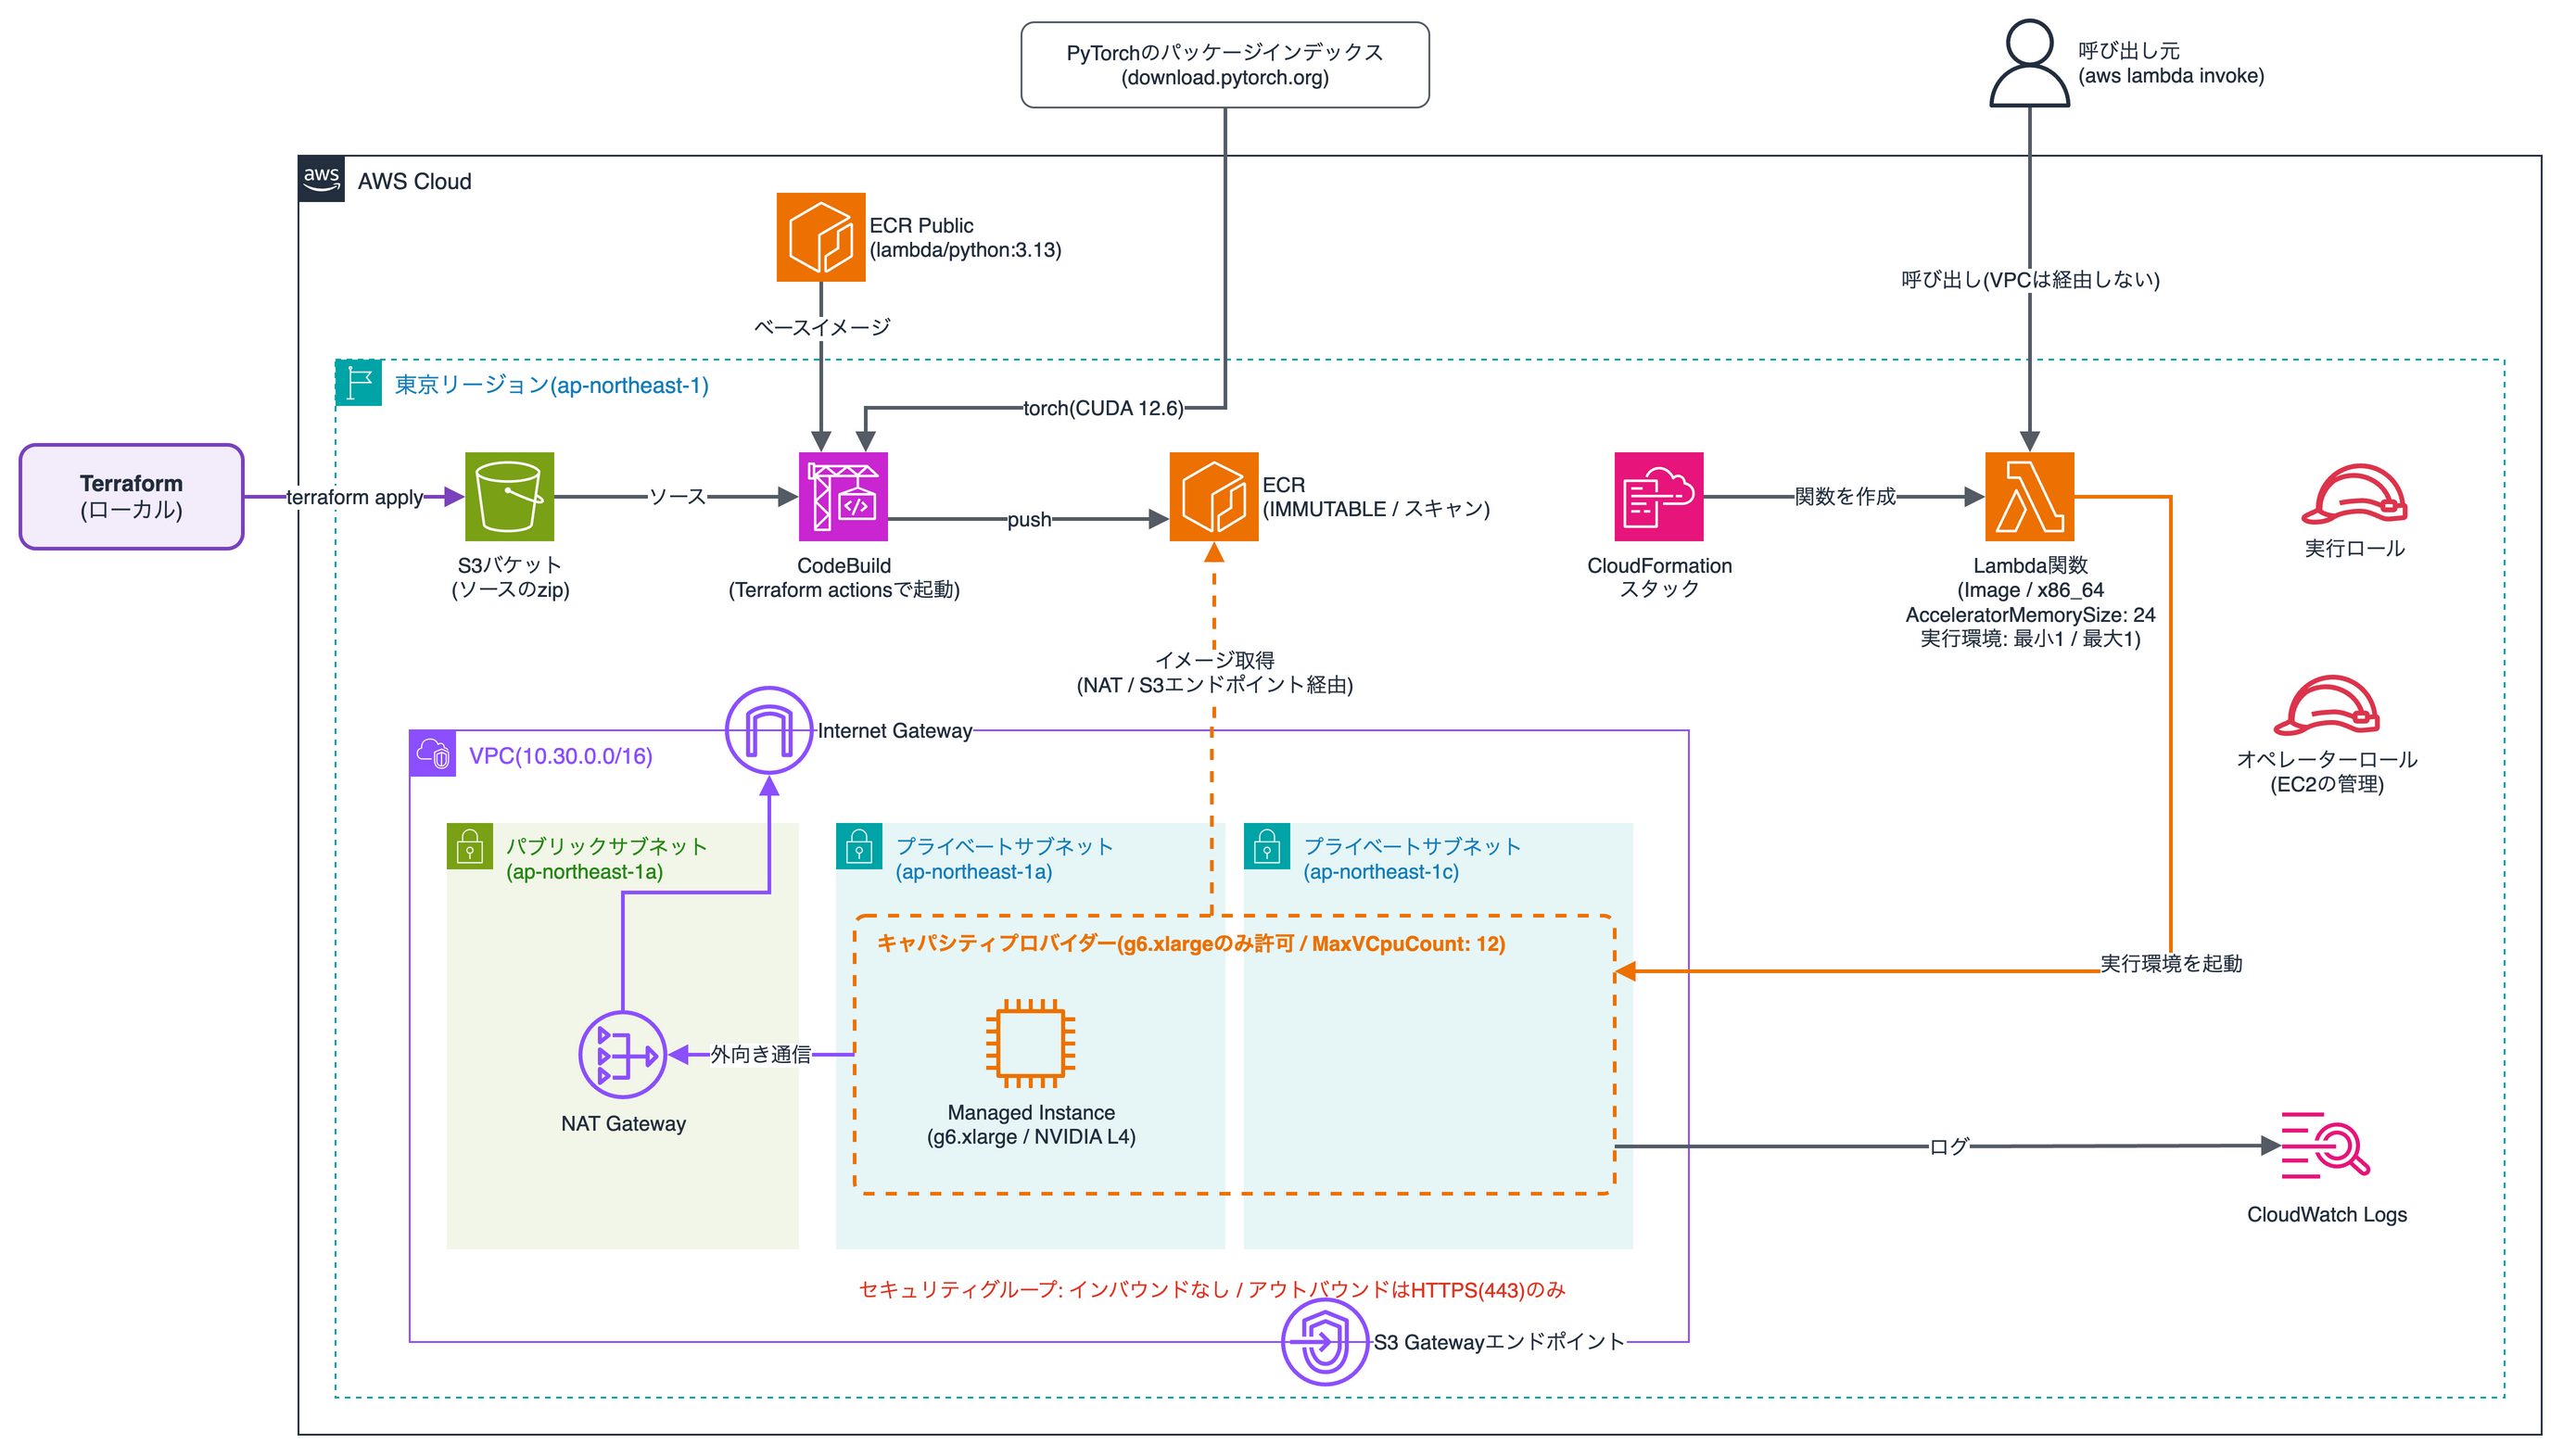 PyTorchのパッケージインデックス
(download.pytorch.org)
呼び出し元
(aws lambda invoke)
aws
AWS Cloud
ECR Public
(lambda/python:3.13)
呼び出し(VPCは経由しない)
ベースイメージ
東京リージョン(ap-northeast-1)
torch(CUDA 12.6)
Terraform
(ローカル)
terraform apply
ソース
push
ECR
(IMMUTABLE / スキャン)
関数を作成
実行ロール
S3バケット
(ソースのzip)
CodeBuild
(Terraform actionsで起動)
CloudFormation
スタック
Lambda関数
(Image / x86_64
AcceleratorMemorySize: 24
実行環境: 最小1 / 最大1)
イメージ取得
(NAT / S3エンドポイント経由)
Internet Gateway
VPC(10.30.0.0/16)
オペレーターロール
(EC2の管理)
パブリックサブネット
(ap-northeast-1a)
プライベートサブネット
(ap-northeast-1a)
プライベートサブネット
(ap-northeast-1c)
キャパシティプロバイダー(g6.xlargeのみ許可 / MaxVCpuCount: 12)
実行環境を起動
外向き通信
NAT Gateway
Managed Instance
(g6.xlarge / NVIDIA L4)
ログ
CloudWatch Logs
セキュリティグループ: インバウンドなし / アウトバウンドはHTTPS(443)のみ
S3 Gatewayエンドポイント